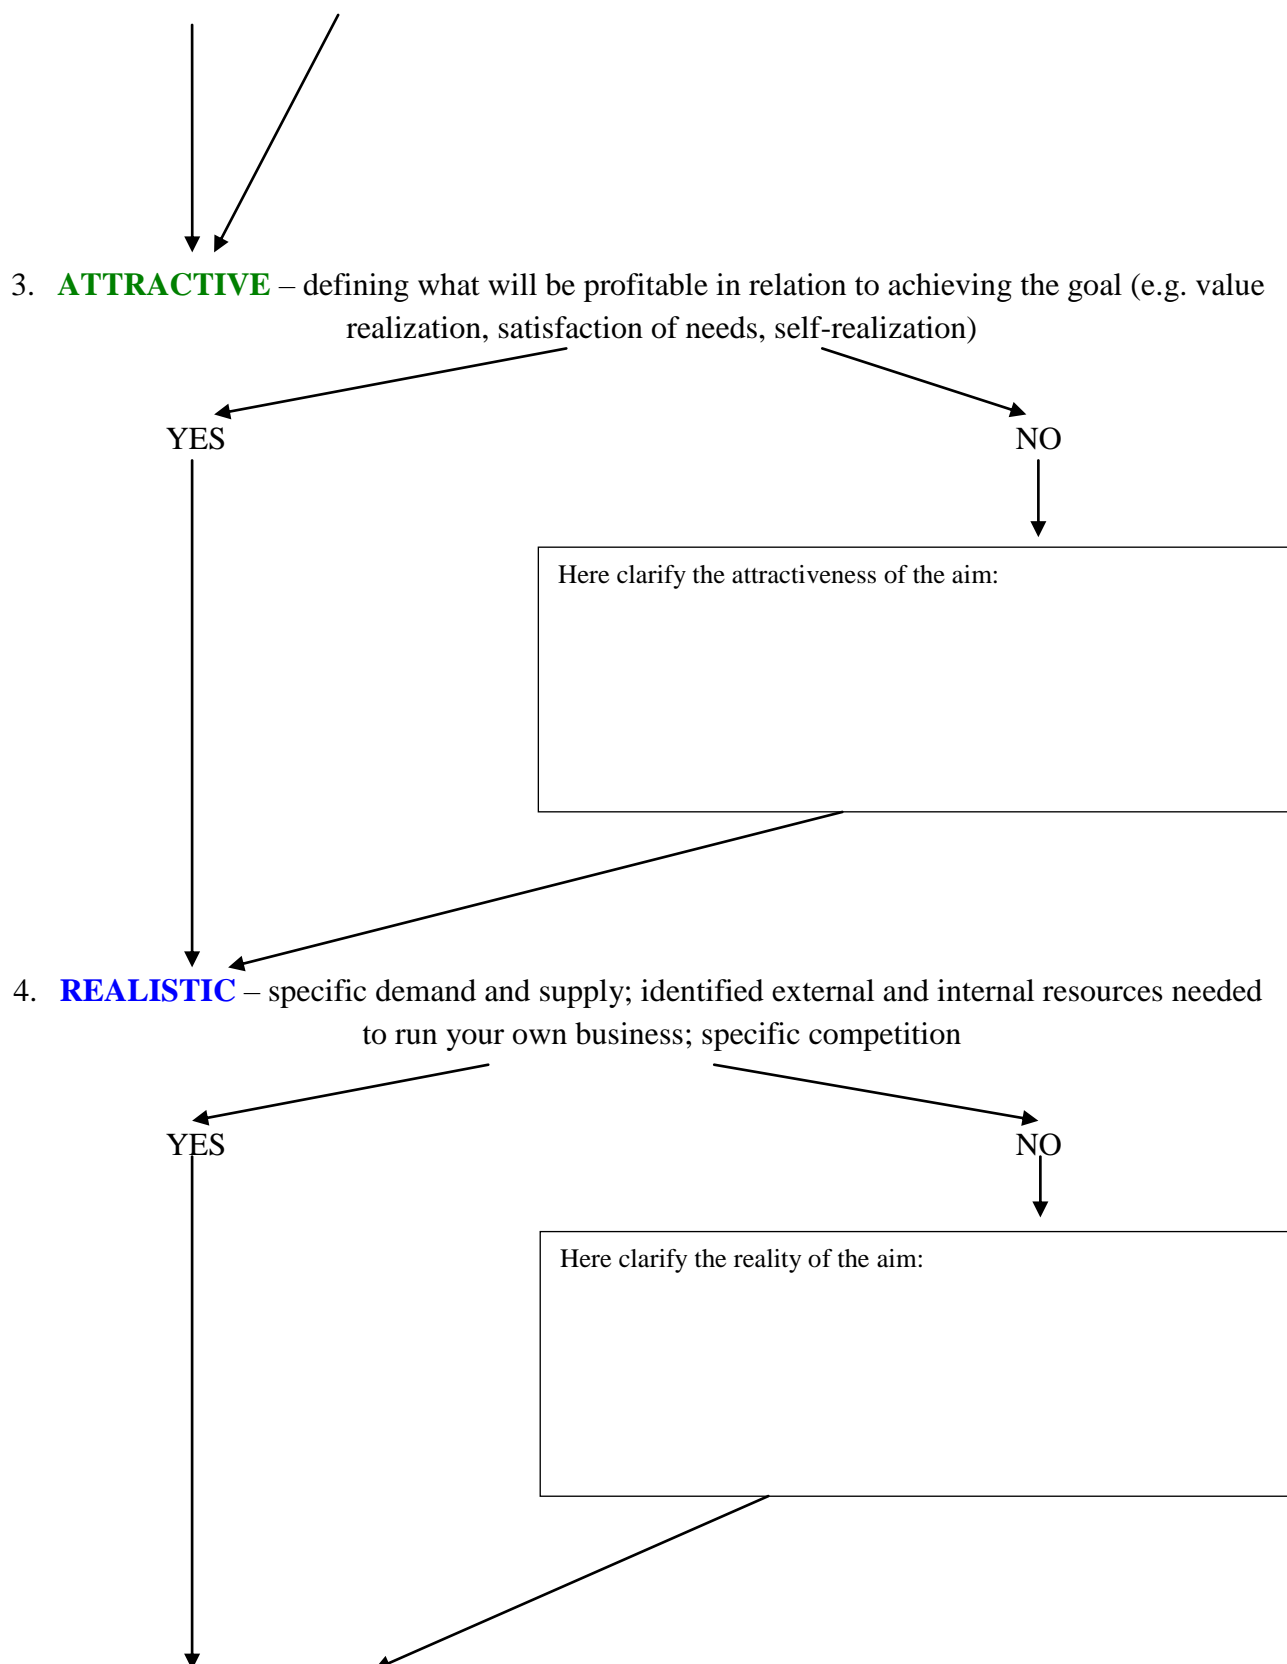 3. ATTRACTIVE – defining what will be profitable in relation to achieving the goal (e.g. value
realization, satisfaction of needs, self-realization)
YES NO
Here clarify the attractiveness of the aim:
4. REALISTIC – specific demand and supply; identified external and internal resources needed
to run your own business; specific competition
YES NO
Here clarify the reality of the aim: